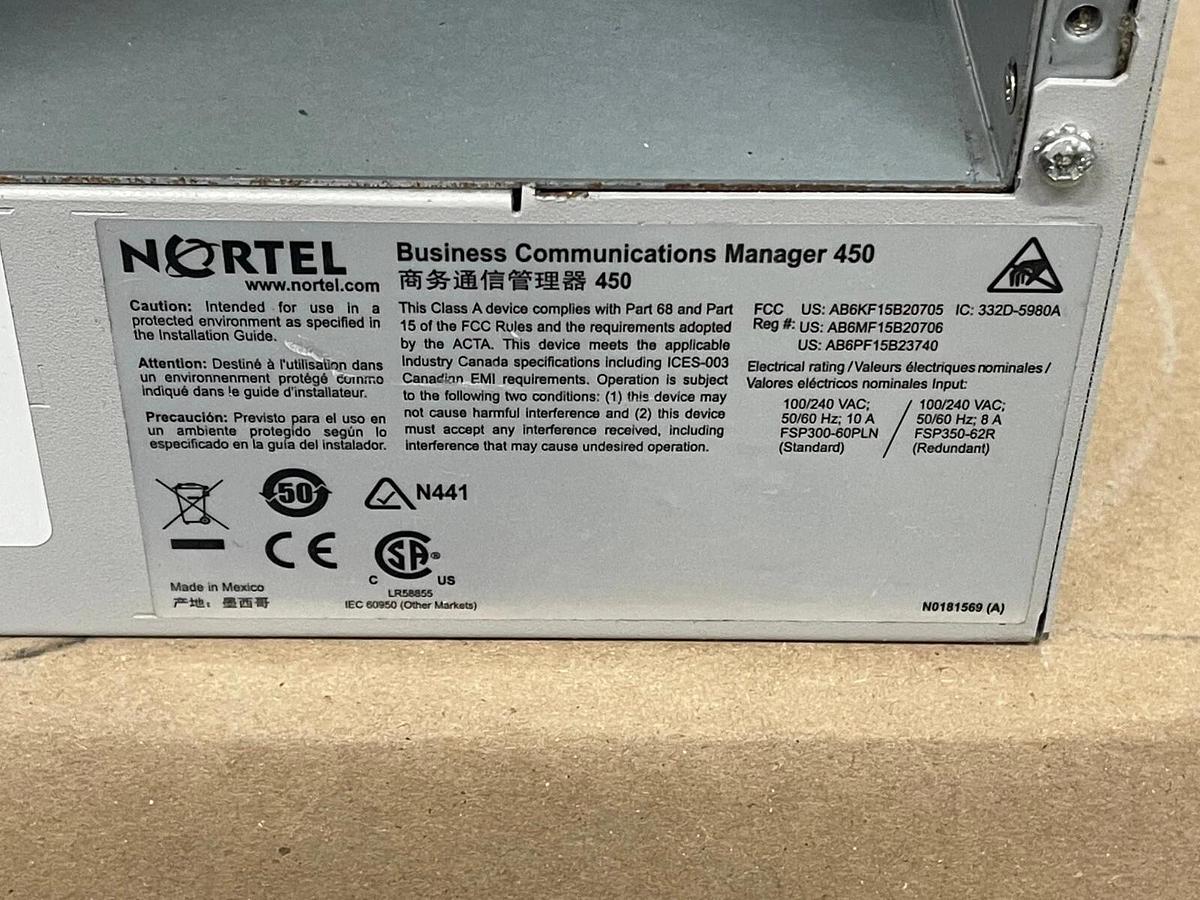 NORTEL
www.nortel.com
Business Communications Manager 450
商务通信管理器 450
Caution: Intended for use in a
protected environment as specified in
the Installation Guide.
Attention: Destiné à l'utilisation dans
un environnenment protégé commo
indiqué dans le guide d'installateur.
Precaución: Previsto para el uso en
un ambiente protegido según lo
especificado en la guía del instalador.
This Class A device complies with Part 68 and Part
15 of the FCC Rules and the requirements adopted
by the ACTA. This device meets the applicable
Industry Canada specifications including ICES-003
Canadian EMI requirements. Operation is subject
to the following two conditions: (1) this device may
not cause harmful interference and (2) this device
must accept any interference received, including
interference that may cause undesired operation.
FCC US: AB6KF15B20705 IC: 332D-5980A
Reg #: US: AB6MF15B20706
US: AB6PF15B23740
Electrical rating / Valeurs électriques nominales /
Valores eléctricos nominales Input:
100/240 VAC;
50/60 Hz; 10 A
FSP300-60PLN
(Standard)
/
100/240 VAC;
50/60 Hz; 8 A
FSP350-62R
(Redundant)
50
N441
CE
C SA® US
LR58855
IEC 60950 (Other Markets)
Made in Mexico
产地：墨西哥
N0181569 (A)